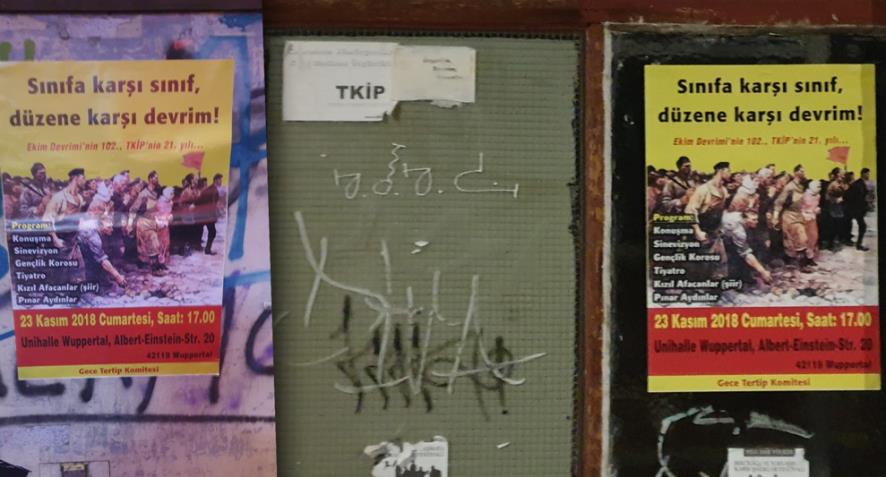 Sınıfa karşı sınıf,
düzene karşı devrim!
Ekim Devrimi'nin 102., TKİP'nin 21. yılı...
Program:
Konuşma
Sinevizyon
Gençlik Korosu
Tiyatro
Kızıl Afacanlar (şiir)
Pınar Aydınlar
23 Kasım 2018 Cumartesi, Saat: 17.00
Unihalle Wuppertal, Albert-Einstein-Str. 20
42119 Wuppertal
Gece Tertip Komitesi
TKİP
Sınıfa karşı sınıf,
düzene karşı devrim!
Ekim Devrimi'nin 102., TKİP'nin 21. yılı...
Program:
Konuşma
Sinevizyon
Gençlik Korosu
Tiyatro
Kızıl Afacanlar (şiir)
Pınar Aydınlar
23 Kasım 2018 Cumartesi, Saat: 17.00
Unihalle Wuppertal, Albert-Einstein-Str. 20
42119 Wuppertal
Gece Tertip Komitesi